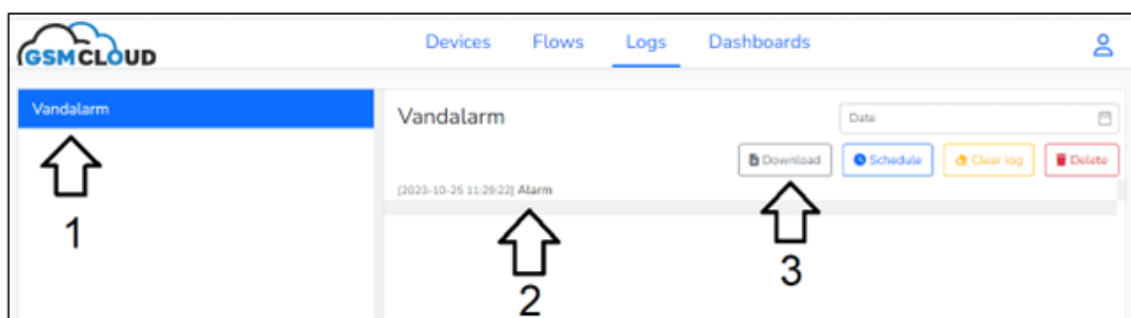 GSMCLOUD
Devices Flows Logs Dashboards
Vandalarm
Vandalarm
Date
Download Schedule Clear log Delete
[2023-10-25 11:29:22] Alarm
1
2
3